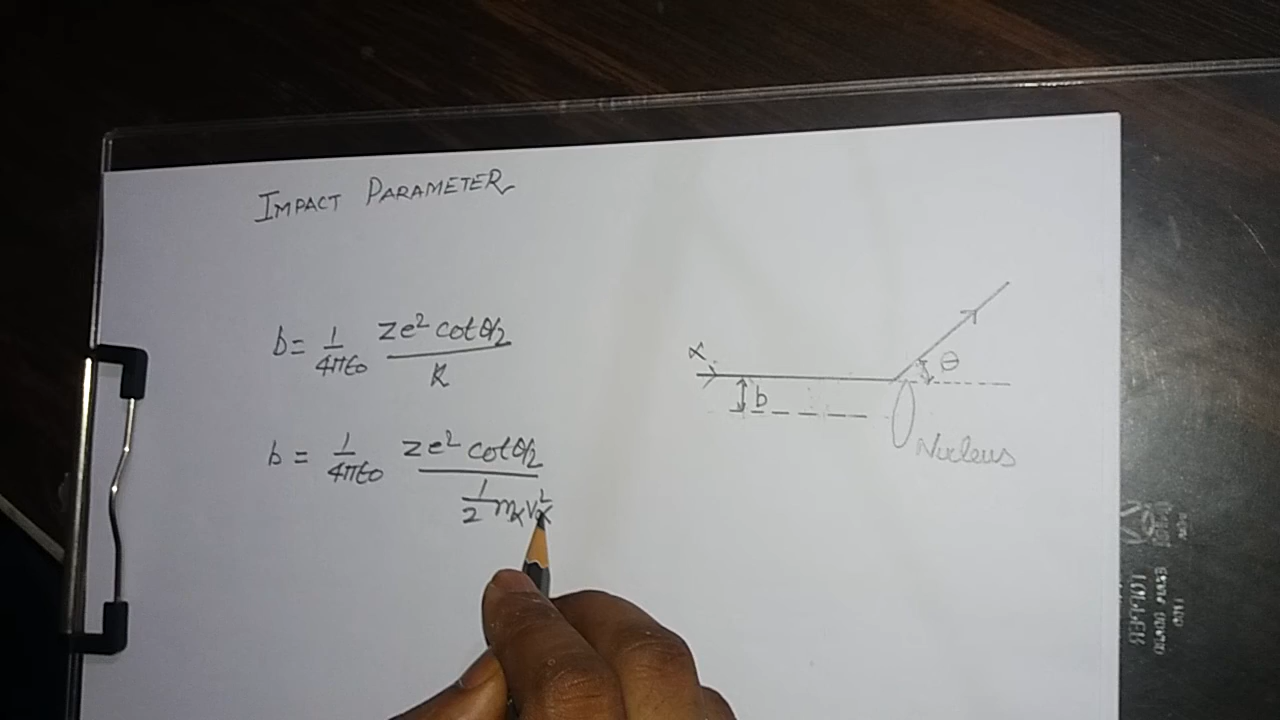 IMPACT PARAMETER
b = 1/4πε0 ze² cotθ/2 / K
b = 1/4πε0 ze² cotθ/2 / 1/2 mαvα²
α
θ
b
Nucleus